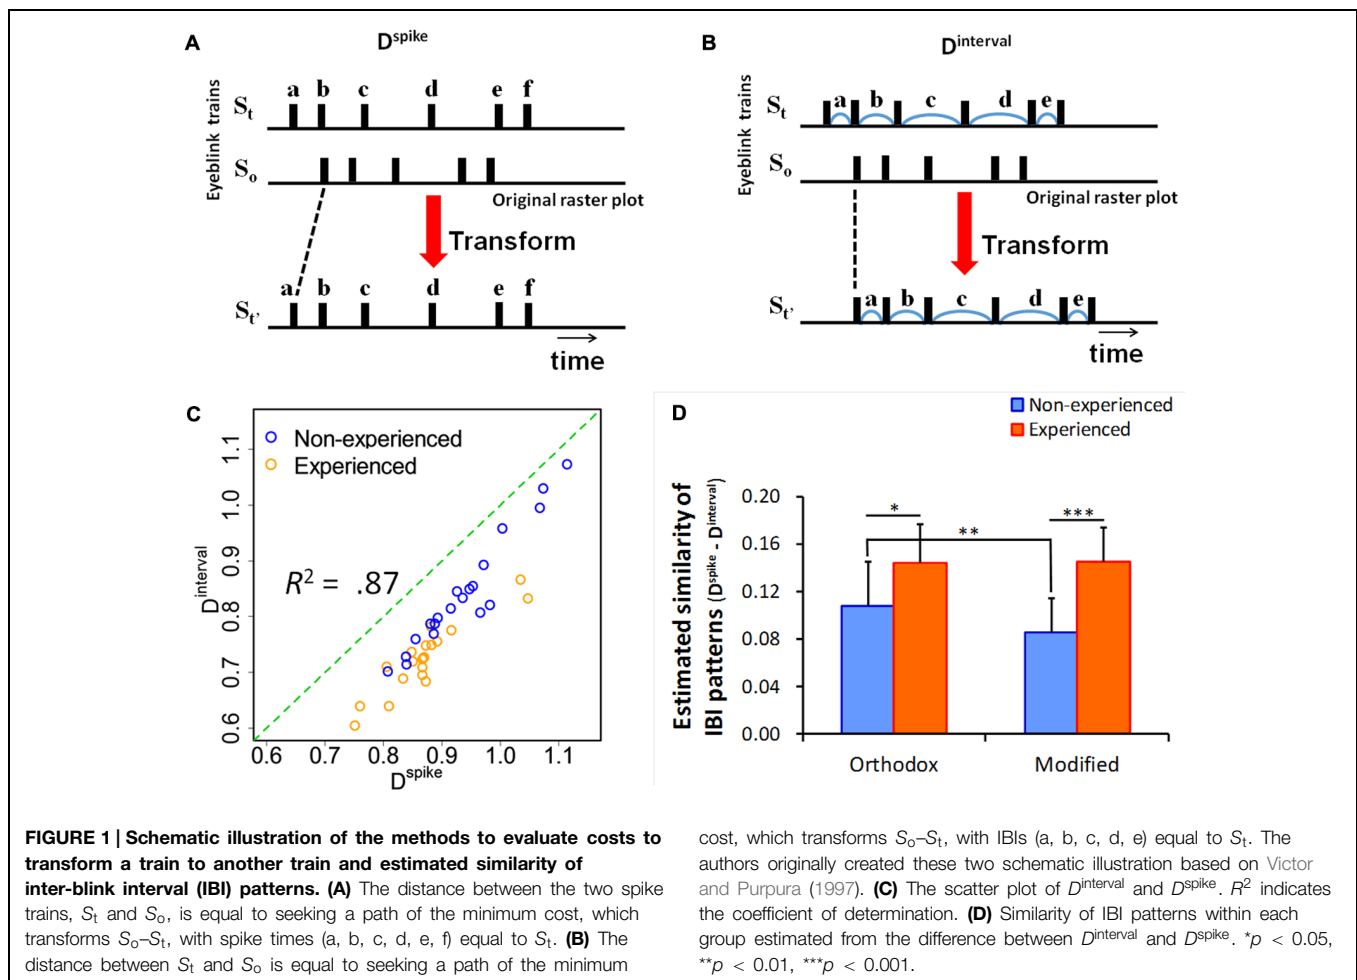 A
D^spike
Eyeblink trains
S_t
a b c d e f
S_o
Original raster plot
Transform
a b c d e f
S_t’
time
B
D^interval
Eyeblink trains
S_t
a b c d e
S_o
Original raster plot
Transform
a b c d e
S_t’
time
C
Non-experienced
Experienced
R² = .87
D^interval
1.1
1.0
0.9
0.8
0.7
0.6
0.6 0.7 0.8 0.9 1.0 1.1
D^spike
D
Non-experienced
Experienced
Estimated similarity of
IBI patterns (D^spike - D^interval)
0.20
0.16
0.12
0.08
0.04
0.00
*
**
***
Orthodox Modified
FIGURE 1 | Schematic illustration of the methods to evaluate costs to
transform a train to another train and estimated similarity of
inter-blink interval (IBI) patterns. (A) The distance between the two spike
trains, S_t and S_o, is equal to seeking a path of the minimum cost, which
transforms S_o–S_t, with spike times (a, b, c, d, e, f) equal to S_t. (B) The
distance between S_t and S_o is equal to seeking a path of the minimum
cost, which transforms S_o–S_t, with IBIs (a, b, c, d, e) equal to S_t. The
authors originally created these two schematic illustration based on Victor
and Purpura (1997). (C) The scatter plot of D^interval and D^spike. R² indicates
the coefficient of determination. (D) Similarity of IBI patterns within each
group estimated from the difference between D^interval and D^spike. *p < 0.05,
**p < 0.01, ***p < 0.001.